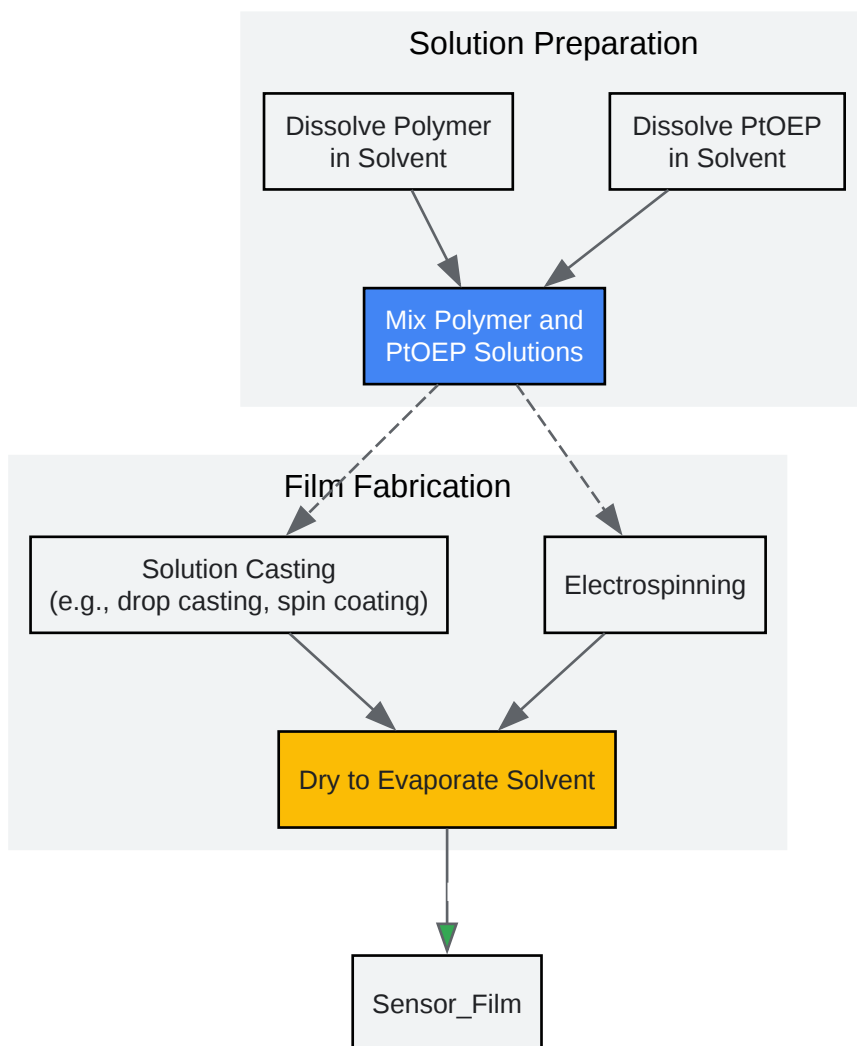 Solution Preparation
Dissolve Polymer
in Solvent
Dissolve PtOEP
in Solvent
Mix Polymer and
PtOEP Solutions
Film Fabrication
Solution Casting
(e.g., drop casting, spin coating)
Electrospinning
Dry to Evaporate Solvent
Sensor_Film